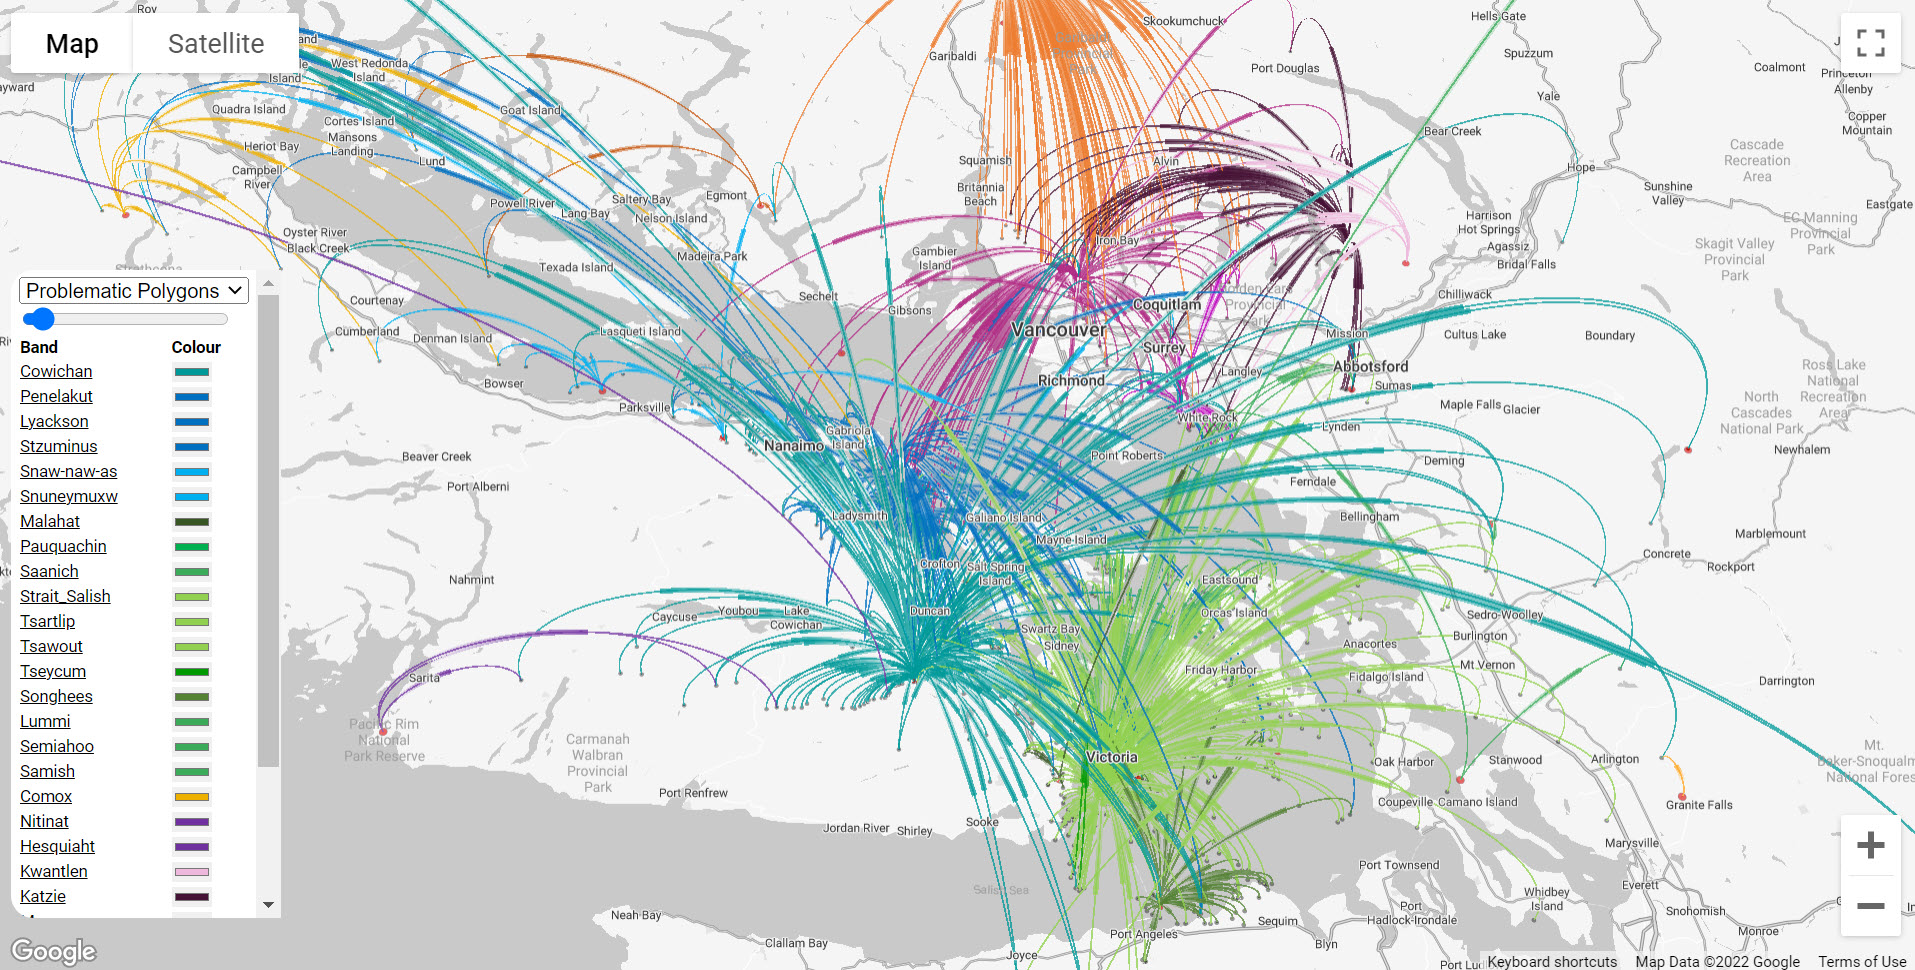 Roy
Hells Gate
Skookumchuck
Map
Satellite
and
Garibaldi
Spuzzum
West Redonda
Island
Port Douglas
Coalmont
Princeton
Island
Allenby
ayward
Yale
Quadra Island
Goat Island
Cortes Island
Copper
Mountain
Bear Creek
Mansons
Landing
Heriot Bay
Cascade
Recreation
Area
Lund
Squamish
Alvin
Hope
Campbell
River
Britannia
Beach
Egmont
Sunshine
Valley
Powell River
Saltery Bay
Lang Bay
Nelson Island
Harrison
Hot Springs
Eastgate
EC Manning
Provincial
Park
Oyster River
Black Creek
Iron Bay
Agassiz
Skagit Valley
Provincial
Park
Gambier
Island
Madeira Park
Texada Island
Bridal Falls
Strathcona
Problematic Polygons
Courtenay
Sechelt
Gibsons
Coquitlam
Golden Ears
Provincial
Park
Chilliwack
Cumberland
Denman Island
Lasqueti Island
Vancouver
Mission
Cultus Lake
Boundary
Surrey
Band
Colour
Cowichan
Penelakut
Lyackson
Stzuminus
Snaw-naw-as
Snuneymuxw
Malahat
Pauquachin
Saanich
Strait_Salish
Tsartlip
Tsawout
Tseycum
Songhees
Lummi
Semiahoo
Samish
Comox
Nitinat
Hesquiaht
Kwantlen
Katzie
Bowser
Richmond
Langley
Abbotsford
Sumas
Ross Lake
National
Recreation
Area
North
Cascades
National Park
Parksville
White Rock
Maple Falls
Glacier
Gabriola
Island
Nanaimo
Lynden
Beaver Creek
Point Roberts
Deming
Newhalem
Port Alberni
Ferndale
Ladysmith
Galiano Island
Bellingham
Mayne Island
Marblemount
Crofton
Salt Spring
Island
Concrete
Rockport
Nahmint
Eastsound
Caycuse
Youbou
Lake
Cowichan
Duncan
Orcas Island
Sedro-Woolley
Swartz Bay
Sidney
Burlington
Anacortes
Sarita
Friday Harbor
Fidalgo Island
Mt Vernon
Darrington
Pacific Rim
National
Park Reserve
Carmanah
Walbran
Provincial
Park
Victoria
Oak Harbor
Stanwood
Arlington
Mt.
Baker-Snoqualm
National Fores
Port Renfrew
Coupeville
Camano Island
Granite Falls
Jordan River
Shirley
Sooke
Marysville
Port Townsend
Salish Sea
Whidbey
Island
Everett
Neah Bay
Port
Hadlock-Irondale
Snohomish
Sequim
Port Angeles
Monroe
Clallam Bay
Blyn
Joyce
Google
Port Lud
Keyboard shortcuts
Map Data ©2022 Google
Terms of Use